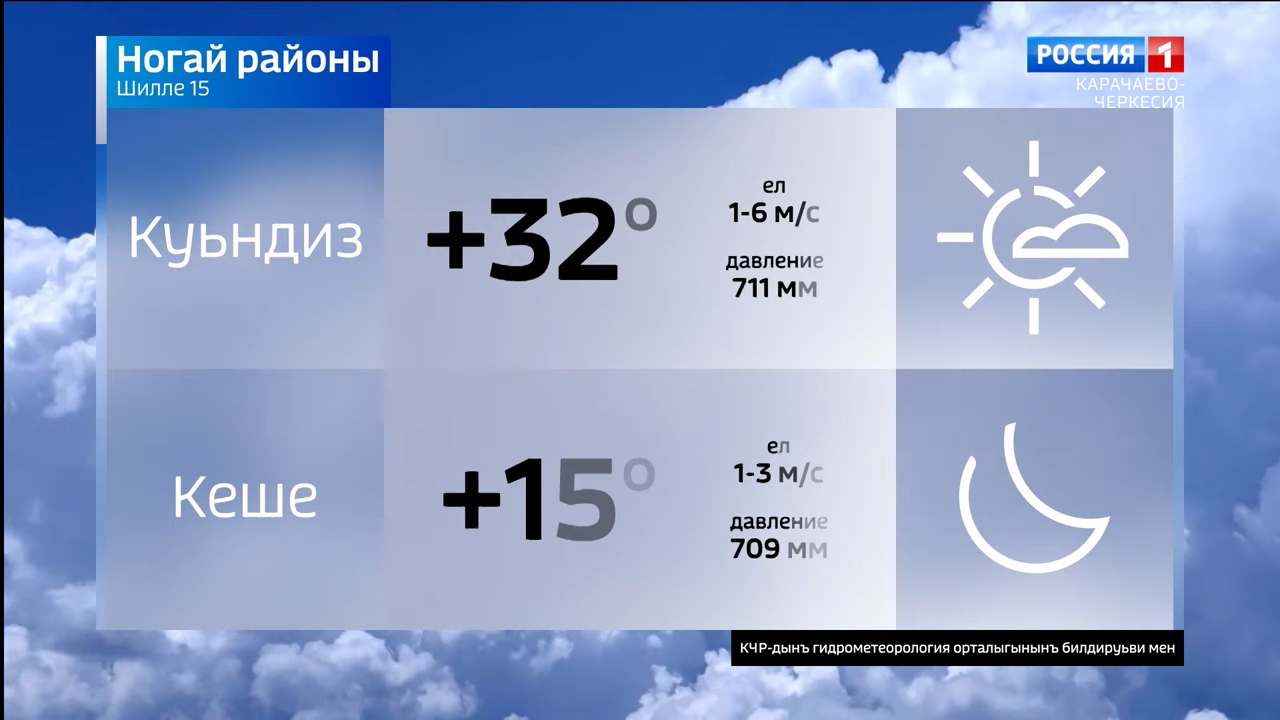 Ногай районы
Шилле 15
РОССИЯ 1
КАРАЧАЕВО-
ЧЕРКЕСИЯ
Куьндиз
+32°
ел
1-6 м/с
давление
711 мм
Кеше
+15°
ел
1-3 м/с
давление
709 мм
КЧР-дынъ гидрометеорология орталыгынынъ билдируьви мен